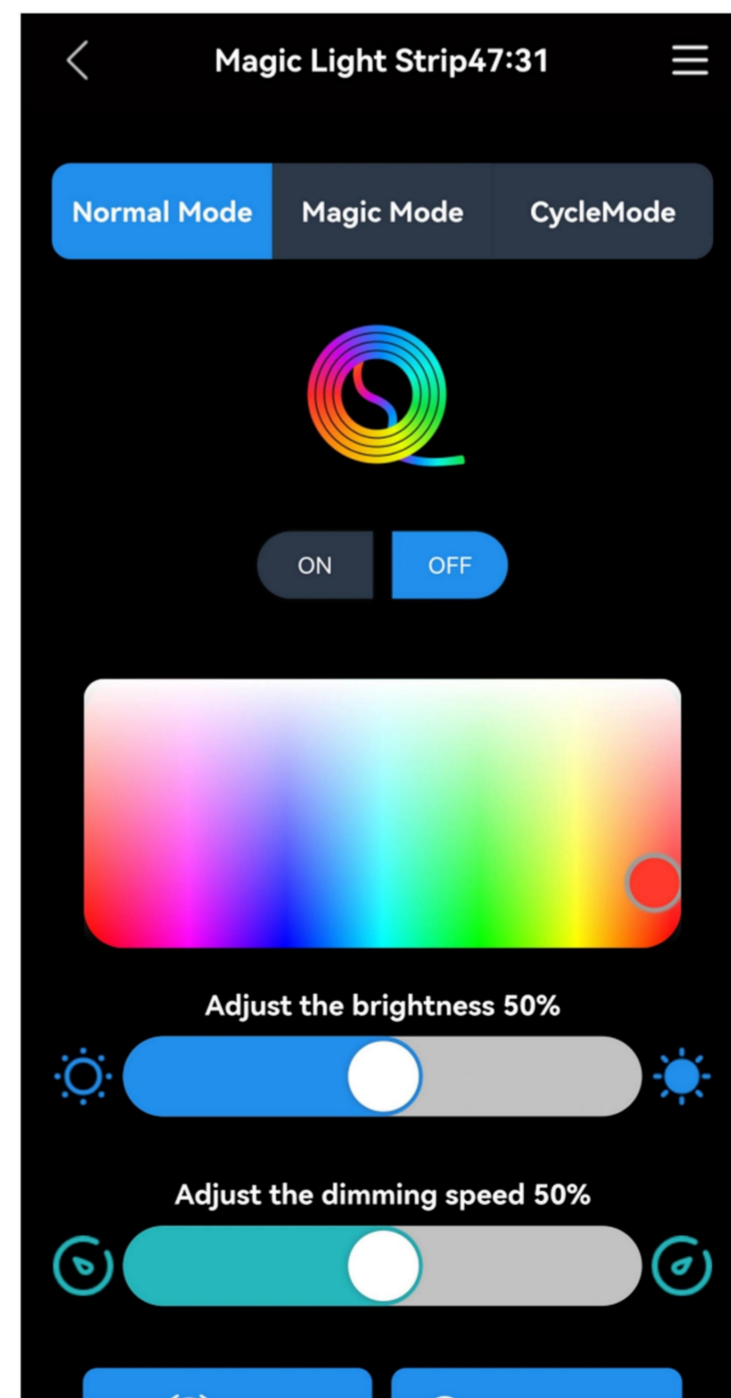 Magic Light Strip47:31
Normal Mode Magic Mode CycleMode
ON OFF
Adjust the brightness 50%
Adjust the dimming speed 50%